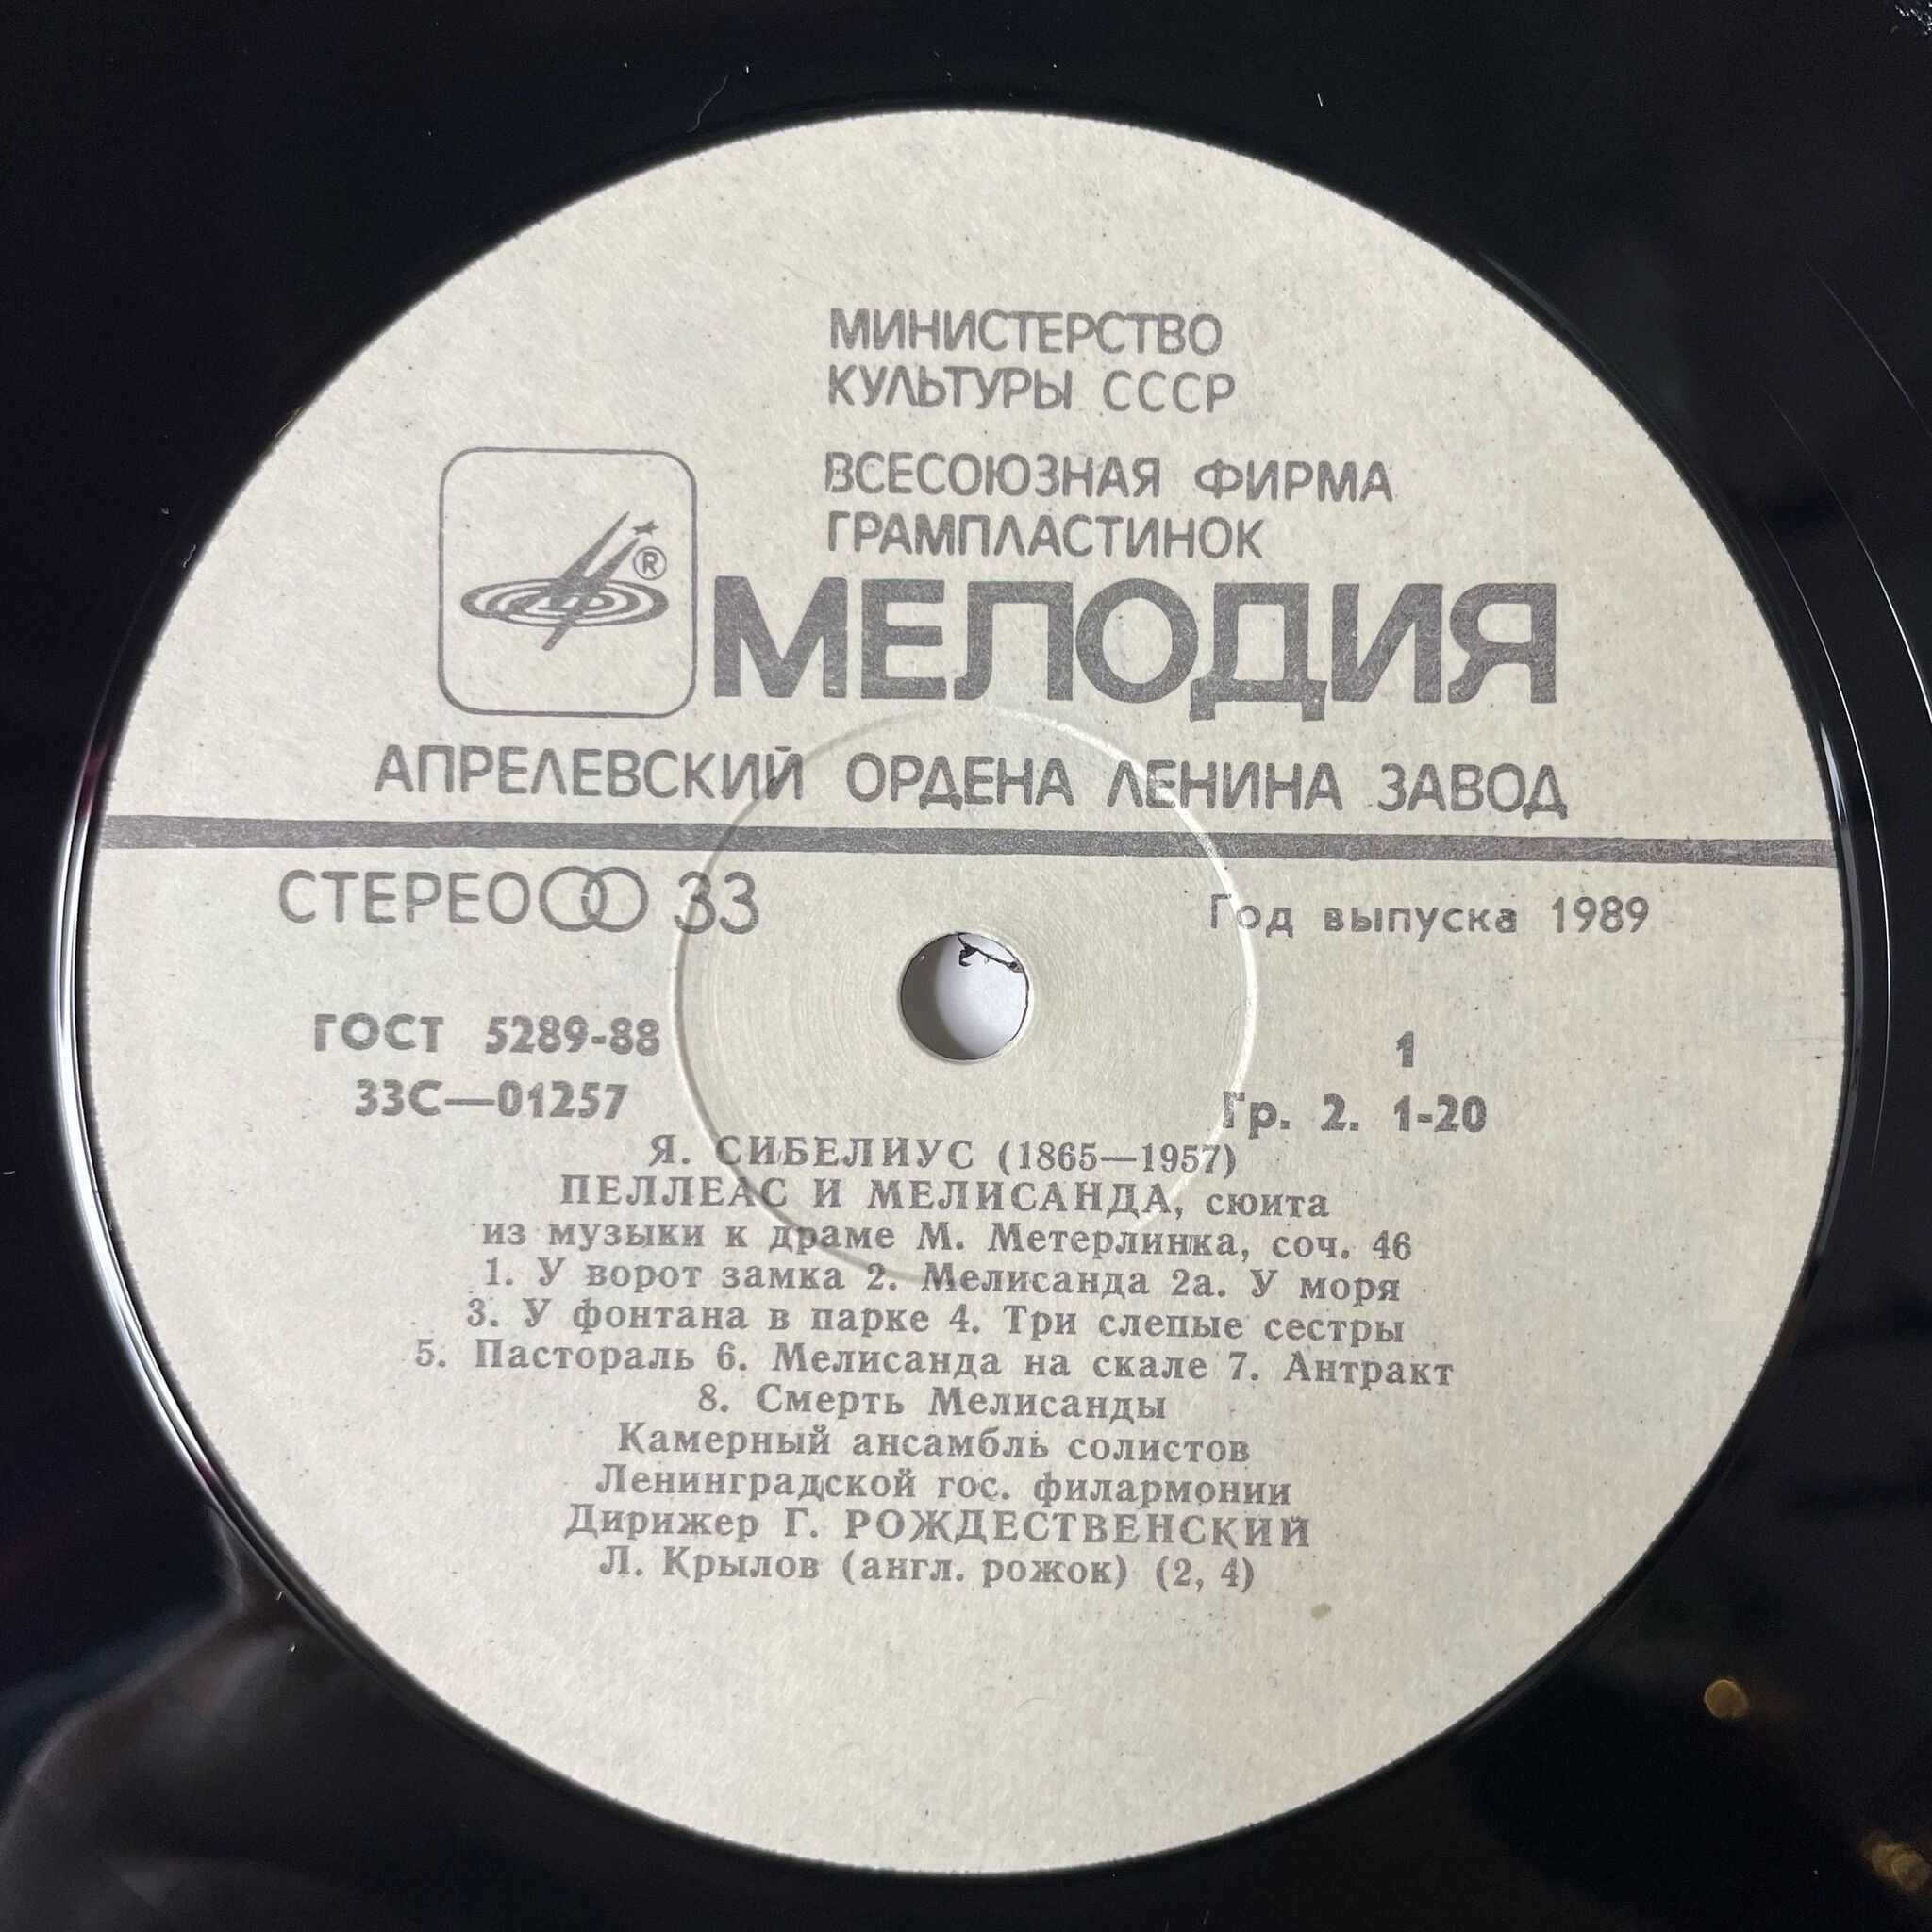 МИНИСТЕРСТВО
КУЛЬТУРЫ СССР
ВСЕСОЮЗНАЯ ФИРМА
ГРАМПЛАСТИНОК
®
МЕЛОДИЯ
АПРЕЛЕВСКИЙ ОРДЕНА ЛЕНИНА ЗАВОД
СТЕРЕО 33
Год выпуска 1989
ГОСТ 5289-88
33С—01257
1
Гр. 2. 1-20
Я. СИБЕЛИУС (1865—1957)
ПЕЛЛЕАС И МЕЛИСАНДА, сюита
из музыки к драме М. Метерлинка, соч. 46
1. У ворот замка 2. Мелисанда 2а. У моря
3. У фонтана в парке 4. Три слепые сестры
5. Пастораль 6. Мелисанда на скале 7. Антракт
8. Смерть Мелисанды
Камерный ансамбль солистов
Ленинградской гос. филармонии
Дирижер Г. РОЖДЕСТВЕНСКИЙ
Л. Крылов (англ. рожок) (2, 4)